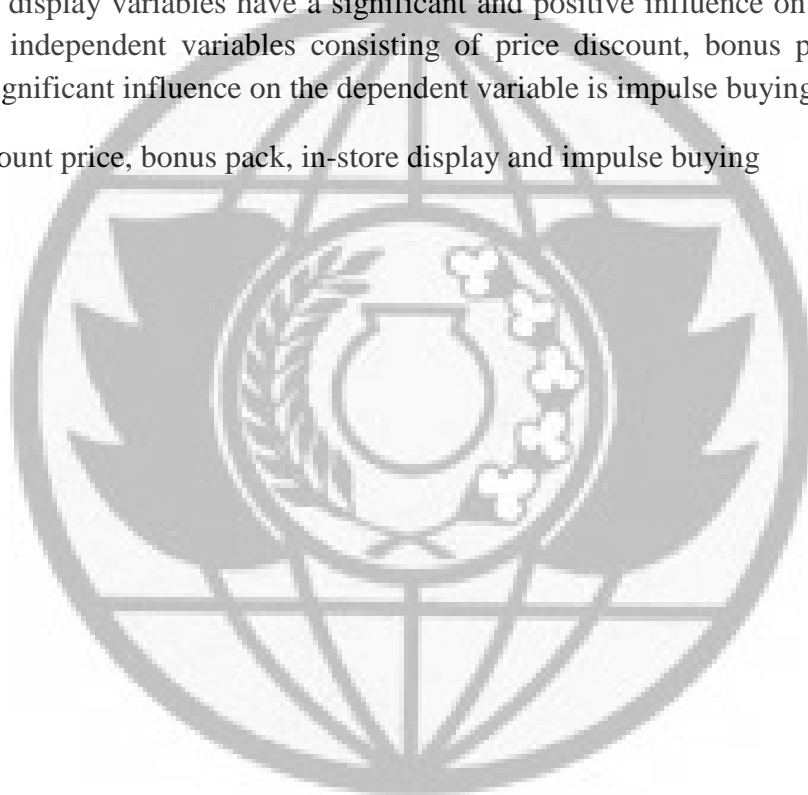 display variables have a significant and positive influence on
independent variables consisting of price discount, bonus p
gnificant influence on the dependent variable is impulse buying
ount price, bonus pack, in-store display and impulse buying